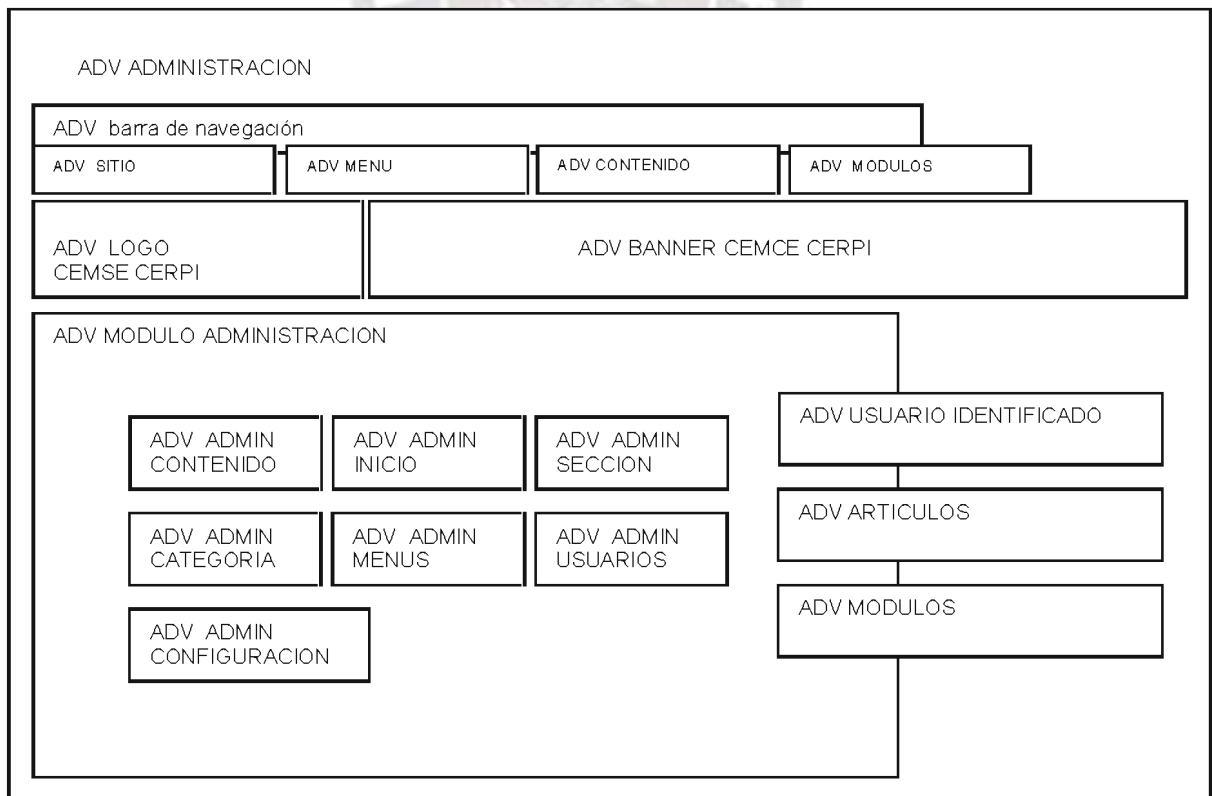 ADV ADMINISTRACION
ADV barra de navegación
ADV SITIO
ADV MENU
ADV CONTENIDO
ADV MODULOS
ADV LOGO
CEMSE CERPI
ADV BANNER CEMCE CERPI
ADV MODULO ADMINISTRACION
ADV ADMIN
CONTENIDO
ADV ADMIN
INICIO
ADV ADMIN
SECCION
ADV USUARIO IDENTIFICADO
ADV ADMIN
CATEGORIA
ADV ADMIN
MENUS
ADV ADMIN
USUARIOS
ADV ARTICULOS
ADV ADMIN
CONFIGURACION
ADV MODULOS